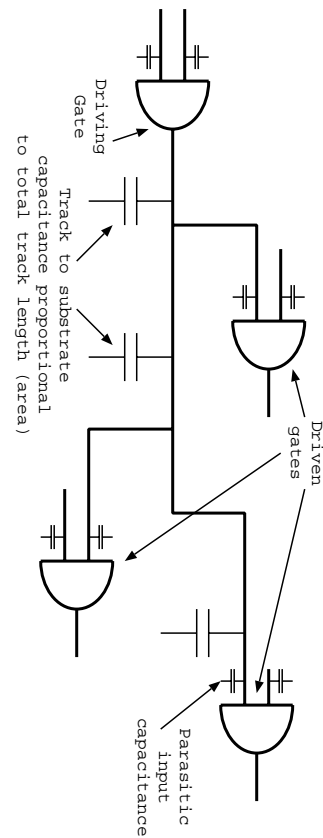 Driving
Gate
Track to substrate
capacitance proportional
to total track length (area)
Driven
gates
Parasitic
input
capacitance